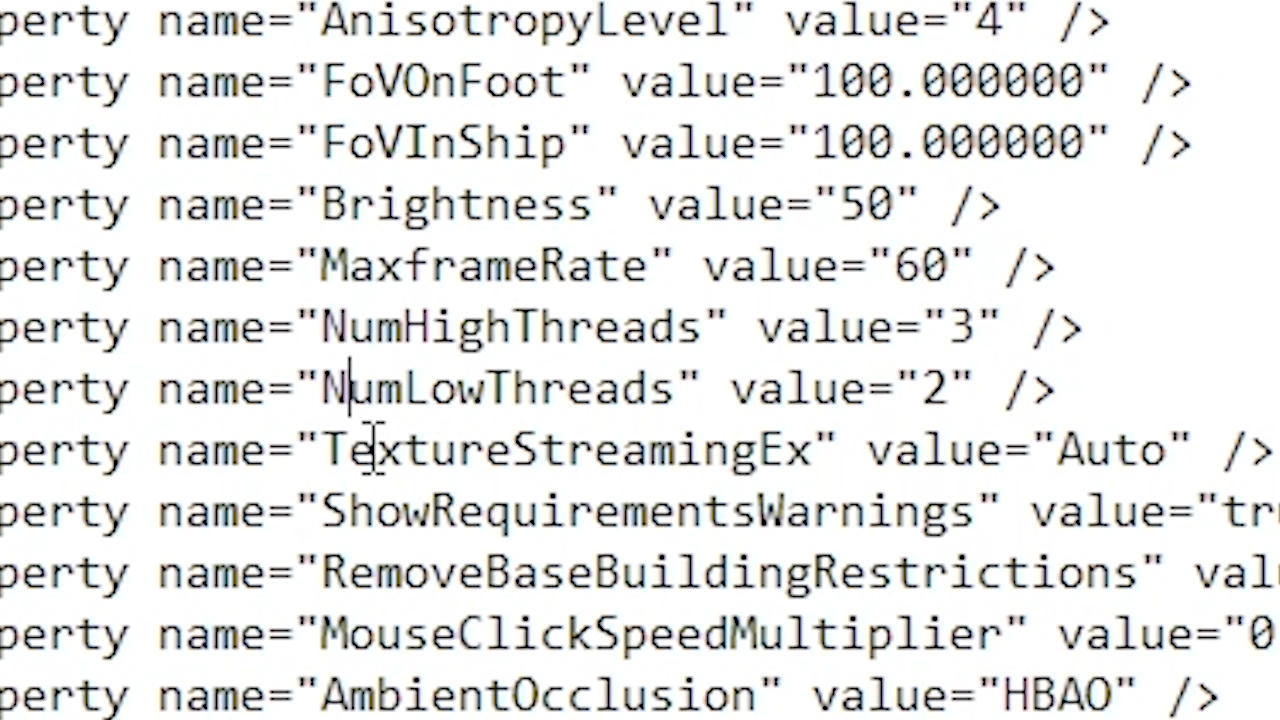 perty name="AnisotropyLevel" value="4" />
perty name="FoVOnFoot" value="100.000000" />
perty name="FoVInShip" value="100.000000" />
perty name="Brightness" value="50" />
perty name="MaxframeRate" value="60" />
perty name="NumHighThreads" value="3" />
perty name="NumLowThreads" value="2" />
perty name="TextureStreamingEx" value="Auto" />
perty name="ShowRequirementsWarnings" value="tru
perty name="RemoveBaseBuildingRestrictions" valu
perty name="MouseClickSpeedMultiplier" value="0
perty name="AmbientOcclusion" value="HBAO" />